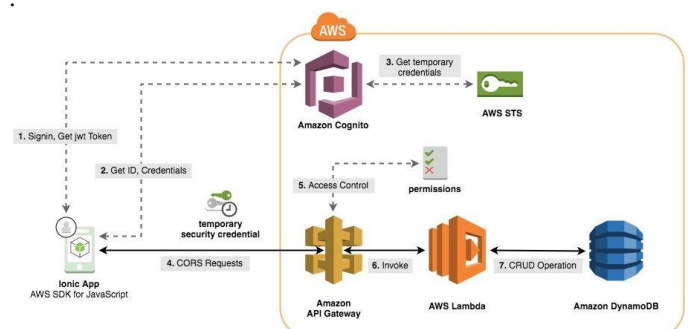 AWS
3. Get temporary
credentials
Amazon Cognito
AWS STS
1. Signin, Get jwt Token
2. Get ID, Credentials
5. Access Control
permissions
temporary
security credential
4. CORS Requests
6. Invoke
7. CRUD Operation
Ionic App
AWS SDK for JavaScript
Amazon
API Gateway
AWS Lambda
Amazon DynamoDB